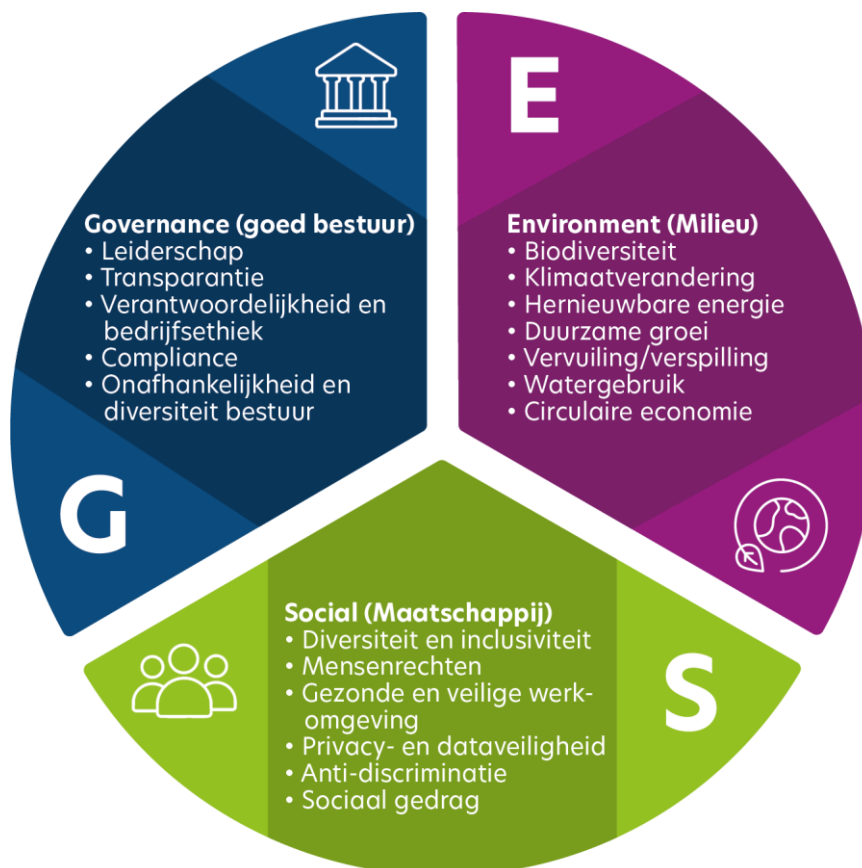 E
Environment (Milieu)
• Biodiversiteit
• Klimaatverandering
• Hernieuwbare energie
• Duurzame groei
• Vervuiling/verspilling
• Watergebruik
• Circulaire economie
S
Social (Maatschappij)
• Diversiteit en inclusiviteit
• Mensenrechten
• Gezonde en veilige werk-
omgeving
• Privacy- en dataveiligheid
• Anti-discriminatie
• Sociaal gedrag
G
Governance (goed bestuur)
• Leiderschap
• Transparantie
• Verantwoordelijkheid en
bedrijfsethiek
• Compliance
• Onafhankelijkheid en
diversiteit bestuur